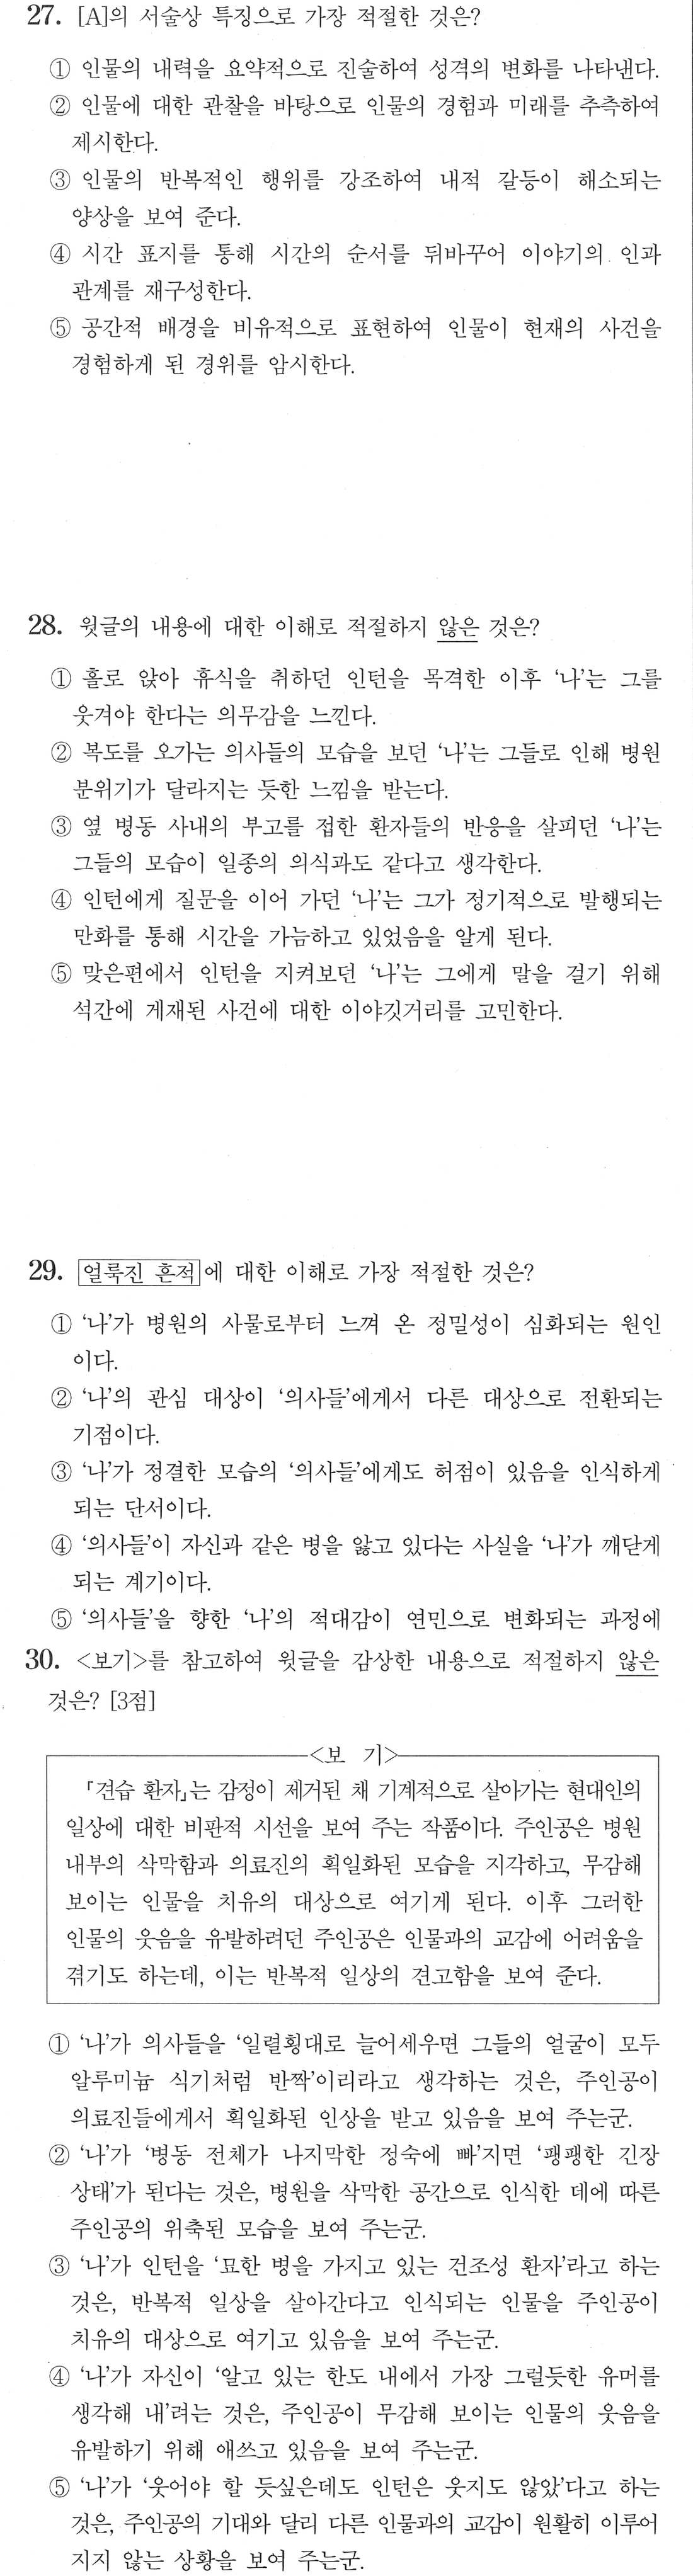 27. [A]의 서술상 특징으로 가장 적절한 것은?
① 인물의 내력을 요약적으로 진술하여 성격의 변화를 나타낸다.
② 인물에 대한 관찰을 바탕으로 인물의 경험과 미래를 추측하여
제시한다.
③ 인물의 반복적인 행위를 강조하여 내적 갈등이 해소되는
양상을 보여 준다.
④ 시간 표지를 통해 시간의 순서를 뒤바꾸어 이야기의 인과
관계를 재구성한다.
⑤ 공간적 배경을 비유적으로 표현하여 인물이 현재의 사건을
경험하게 된 경위를 암시한다.
28. 윗글의 내용에 대한 이해로 적절하지 않은 것은?
① 홀로 앉아 휴식을 취하던 인턴을 목격한 이후 ‘나’는 그를
웃겨야 한다는 의무감을 느낀다.
② 복도를 오가는 의사들의 모습을 보던 ‘나’는 그들로 인해 병원
분위기가 달라지는 듯한 느낌을 받는다.
③ 옆 병동 사내의 부고를 접한 환자들의 반응을 살피던 ‘나’는
그들의 모습이 일종의 의식과도 같다고 생각한다.
④ 인턴에게 질문을 이어 가던 ‘나’는 그가 정기적으로 발행되는
만화를 통해 시간을 가늠하고 있었음을 알게 된다.
⑤ 맞은편에서 인턴을 지켜보던 ‘나’는 그에게 말을 걸기 위해
석간에 게재된 사건에 대한 이야깃거리를 고민한다.
29. 얼룩진 흔적에 대한 이해로 가장 적절한 것은?
① ‘나’가 병원의 사물로부터 느껴 온 정밀성이 심화되는 원인
이다.
② ‘나’의 관심 대상이 ‘의사들’에게서 다른 대상으로 전환되는
기점이다.
③ ‘나’가 정결한 모습의 ‘의사들’에게도 허점이 있음을 인식하게
되는 단서이다.
④ ‘의사들’이 자신과 같은 병을 앓고 있다는 사실을 ‘나’가 깨닫게
되는 계기이다.
⑤ ‘의사들’을 향한 ‘나’의 적대감이 연민으로 변화되는 과정에
30. <보기>를 참고하여 윗글을 감상한 내용으로 적절하지 않은
것은? [3점]
<보 기>
「견습 환자」는 감정이 제거된 채 기계적으로 살아가는 현대인의
일상에 대한 비판적 시선을 보여 주는 작품이다. 주인공은 병원
내부의 삭막함과 의료진의 획일화된 모습을 지각하고, 무감해
보이는 인물을 치유의 대상으로 여기게 된다. 이후 그러한
인물의 웃음을 유발하려던 주인공은 인물과의 교감에 어려움을
겪기도 하는데, 이는 반복적 일상의 견고함을 보여 준다.
① ‘나’가 의사들을 ‘일렬횡대로 늘어세우면 그들의 얼굴이 모두
알루미늄 식기처럼 반짝’이리라고 생각하는 것은, 주인공이
의료진들에게서 획일화된 인상을 받고 있음을 보여 주는군.
② ‘나’가 ‘병동 전체가 나지막한 정숙에 빠’지면 ‘팽팽한 긴장
상태’가 된다는 것은, 병원을 삭막한 공간으로 인식한 데에 따른
주인공의 위축된 모습을 보여 주는군.
③ ‘나’가 인턴을 ‘묘한 병을 가지고 있는 건조성 환자’라고 하는
것은, 반복적 일상을 살아간다고 인식되는 인물을 주인공이
치유의 대상으로 여기고 있음을 보여 주는군.
④ ‘나’가 자신이 ‘알고 있는 한도 내에서 가장 그럴듯한 유머를
생각해 내’려는 것은, 주인공이 무감해 보이는 인물의 웃음을
유발하기 위해 애쓰고 있음을 보여 주는군.
⑤ ‘나’가 ‘웃어야 할 듯싶은데도 인턴은 웃지도 않았’다고 하는
것은, 주인공의 기대와 달리 다른 인물과의 교감이 원활히 이루어
지지 않는 상황을 보여 주는군.